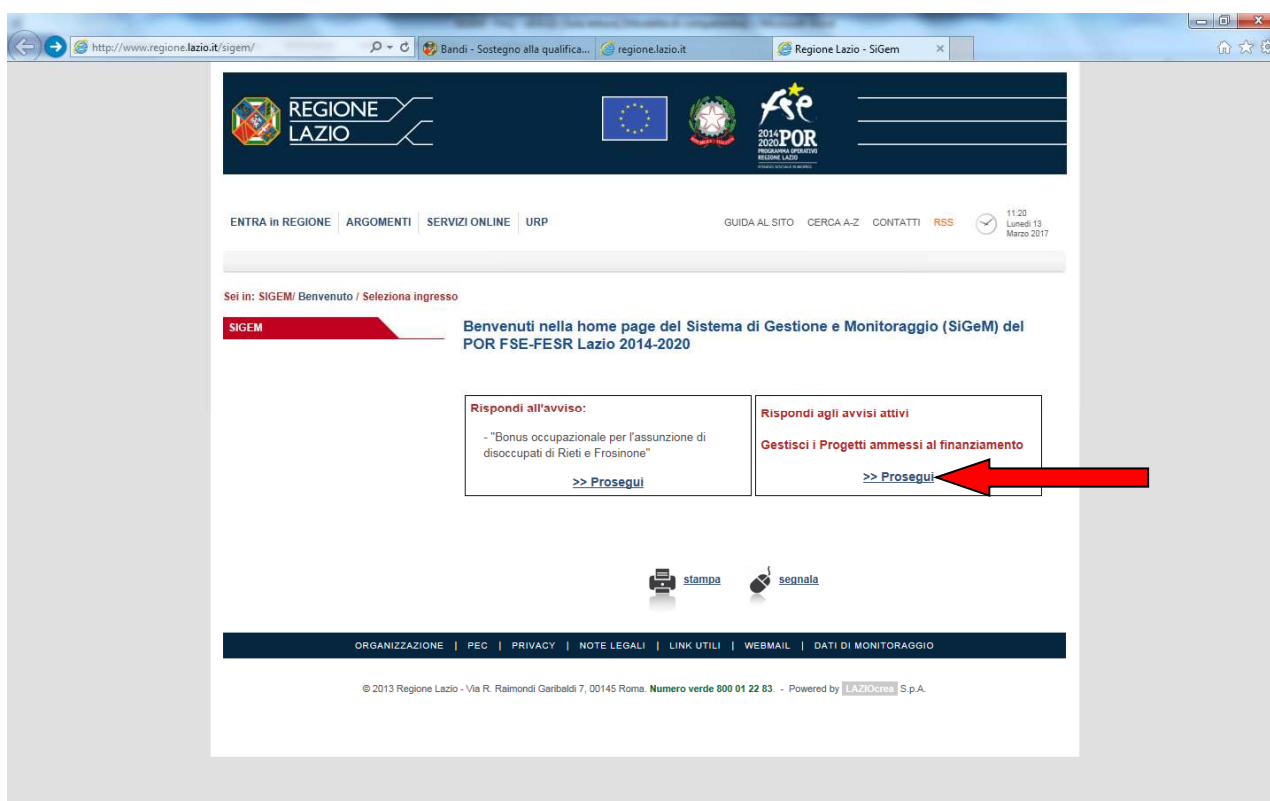 http://www.regione.lazio.it/sigem/
Bandi - Sostegno alla qualifica...
regione.lazio.it
Regione Lazio - SiGem
REGIONE
LAZIO
fse
2014
2020 POR
PROGRAMMA OPERATIVO
REGIONE LAZIO
ENTRA in REGIONE
ARGOMENTI
SERVIZI ONLINE
URP
GUIDA AL SITO
CERCA A-Z
CONTATTI
RSS
11:20
Lunedì 13
Marzo 2017
Sei in: SIGEM/ Benvenuto / Seleziona ingresso
SIGEM
Benvenuti nella home page del Sistema di Gestione e Monitoraggio (SiGeM) del
POR FSE-FESR Lazio 2014-2020
Rispondi all'avviso:
- "Bonus occupazionale per l'assunzione di
disoccupati di Rieti e Frosinone"
>> Prosegui
Rispondi agli avvisi attivi
Gestisci i Progetti ammessi al finanziamento
>> Prosegui
stampa
segnala
ORGANIZZAZIONE | PEC | PRIVACY | NOTE LEGALI | LINK UTILI | WEBMAIL | DATI DI MONITORAGGIO
© 2013 Regione Lazio - Via R. Raimondi Garibaldi 7, 00145 Roma. Numero verde 800 01 22 83. - Powered by LAZIOcrea S.p.A.